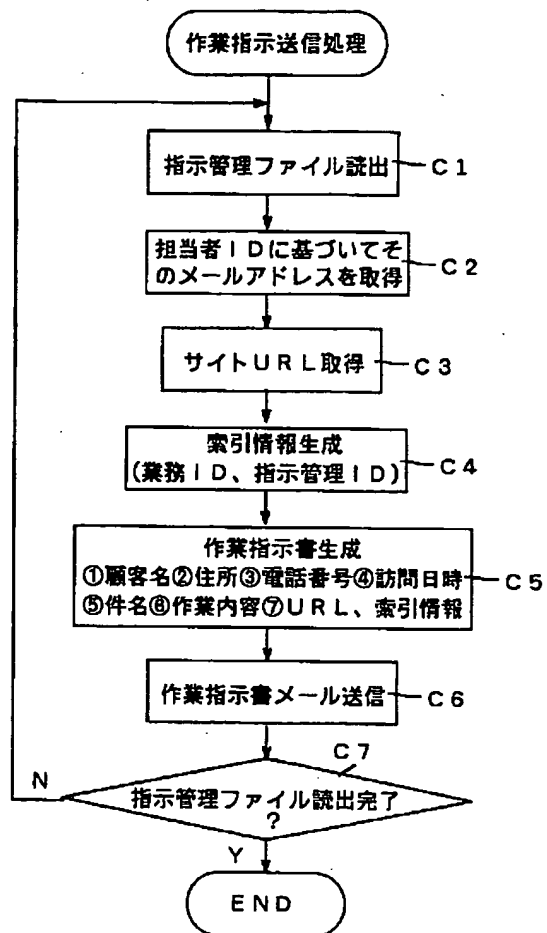 作業指示送信処理
指示管理ファイル読出
C1
担当者IDに基づいてそ
のメールアドレスを取得
C2
サイトURL取得
C3
索引情報生成
(業務ID、指示管理ID)
C4
作業指示書生成
①顧客名②住所③電話番号④訪問日時
⑤件名⑥作業内容⑦URL、索引情報
C5
作業指示書メール送信
C6
C7
指示管理ファイル読出完了
?
N
Y
END